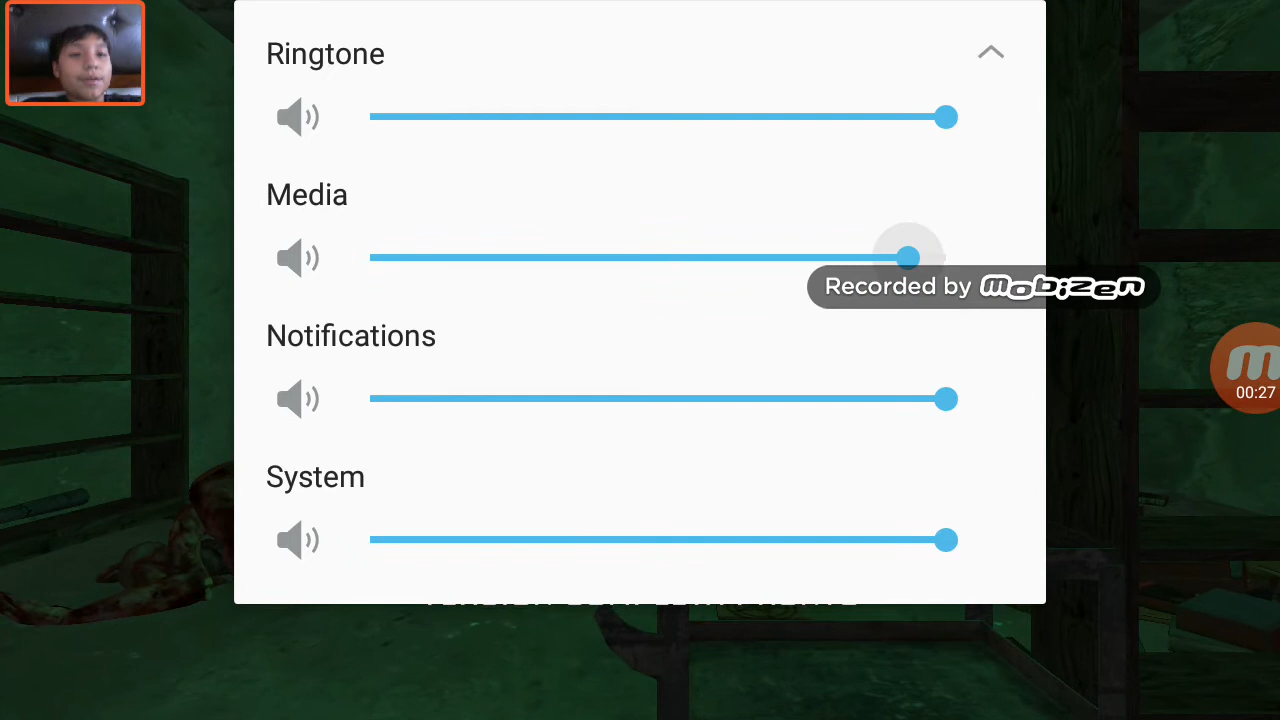 Ringtone
Media
Recorded by mobizen
Notifications
00:27
System